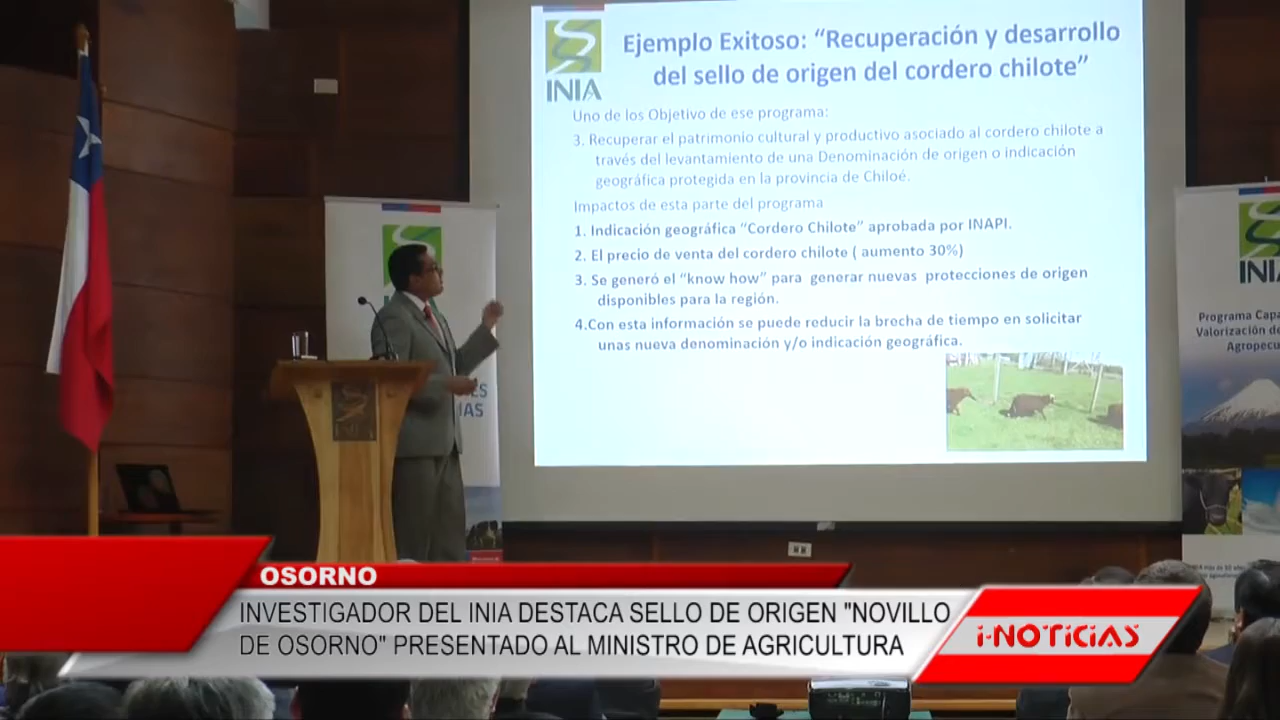 INIA
Ejemplo Exitoso: “Recuperación y desarrollo
del sello de origen del cordero chilote”
Uno de los Objetivo de ese programa:
3. Recuperar el patrimonio cultural y productivo asociado al cordero chilote a
través del levantamiento de una Denominación de origen o indicación
geográfica protegida en la provincia de Chiloé.
Impactos de esta parte del programa
1. Indicación geográfica “Cordero Chilote” aprobada por INAPI.
2. El precio de venta del cordero chilote ( aumento 30%)
3. Se generó el “know how” para generar nuevas protecciones de origen
disponibles para la región.
4.Con esta información se puede reducir la brecha de tiempo en solicitar
unas nueva denominación y/o indicación geográfica.
INIA
Programa Capa
Valorización de
Agropecu
OSORNO
INVESTIGADOR DEL INIA DESTACA SELLO DE ORIGEN "NOVILLO
DE OSORNO" PRESENTADO AL MINISTRO DE AGRICULTURA
i-NOTICIAS